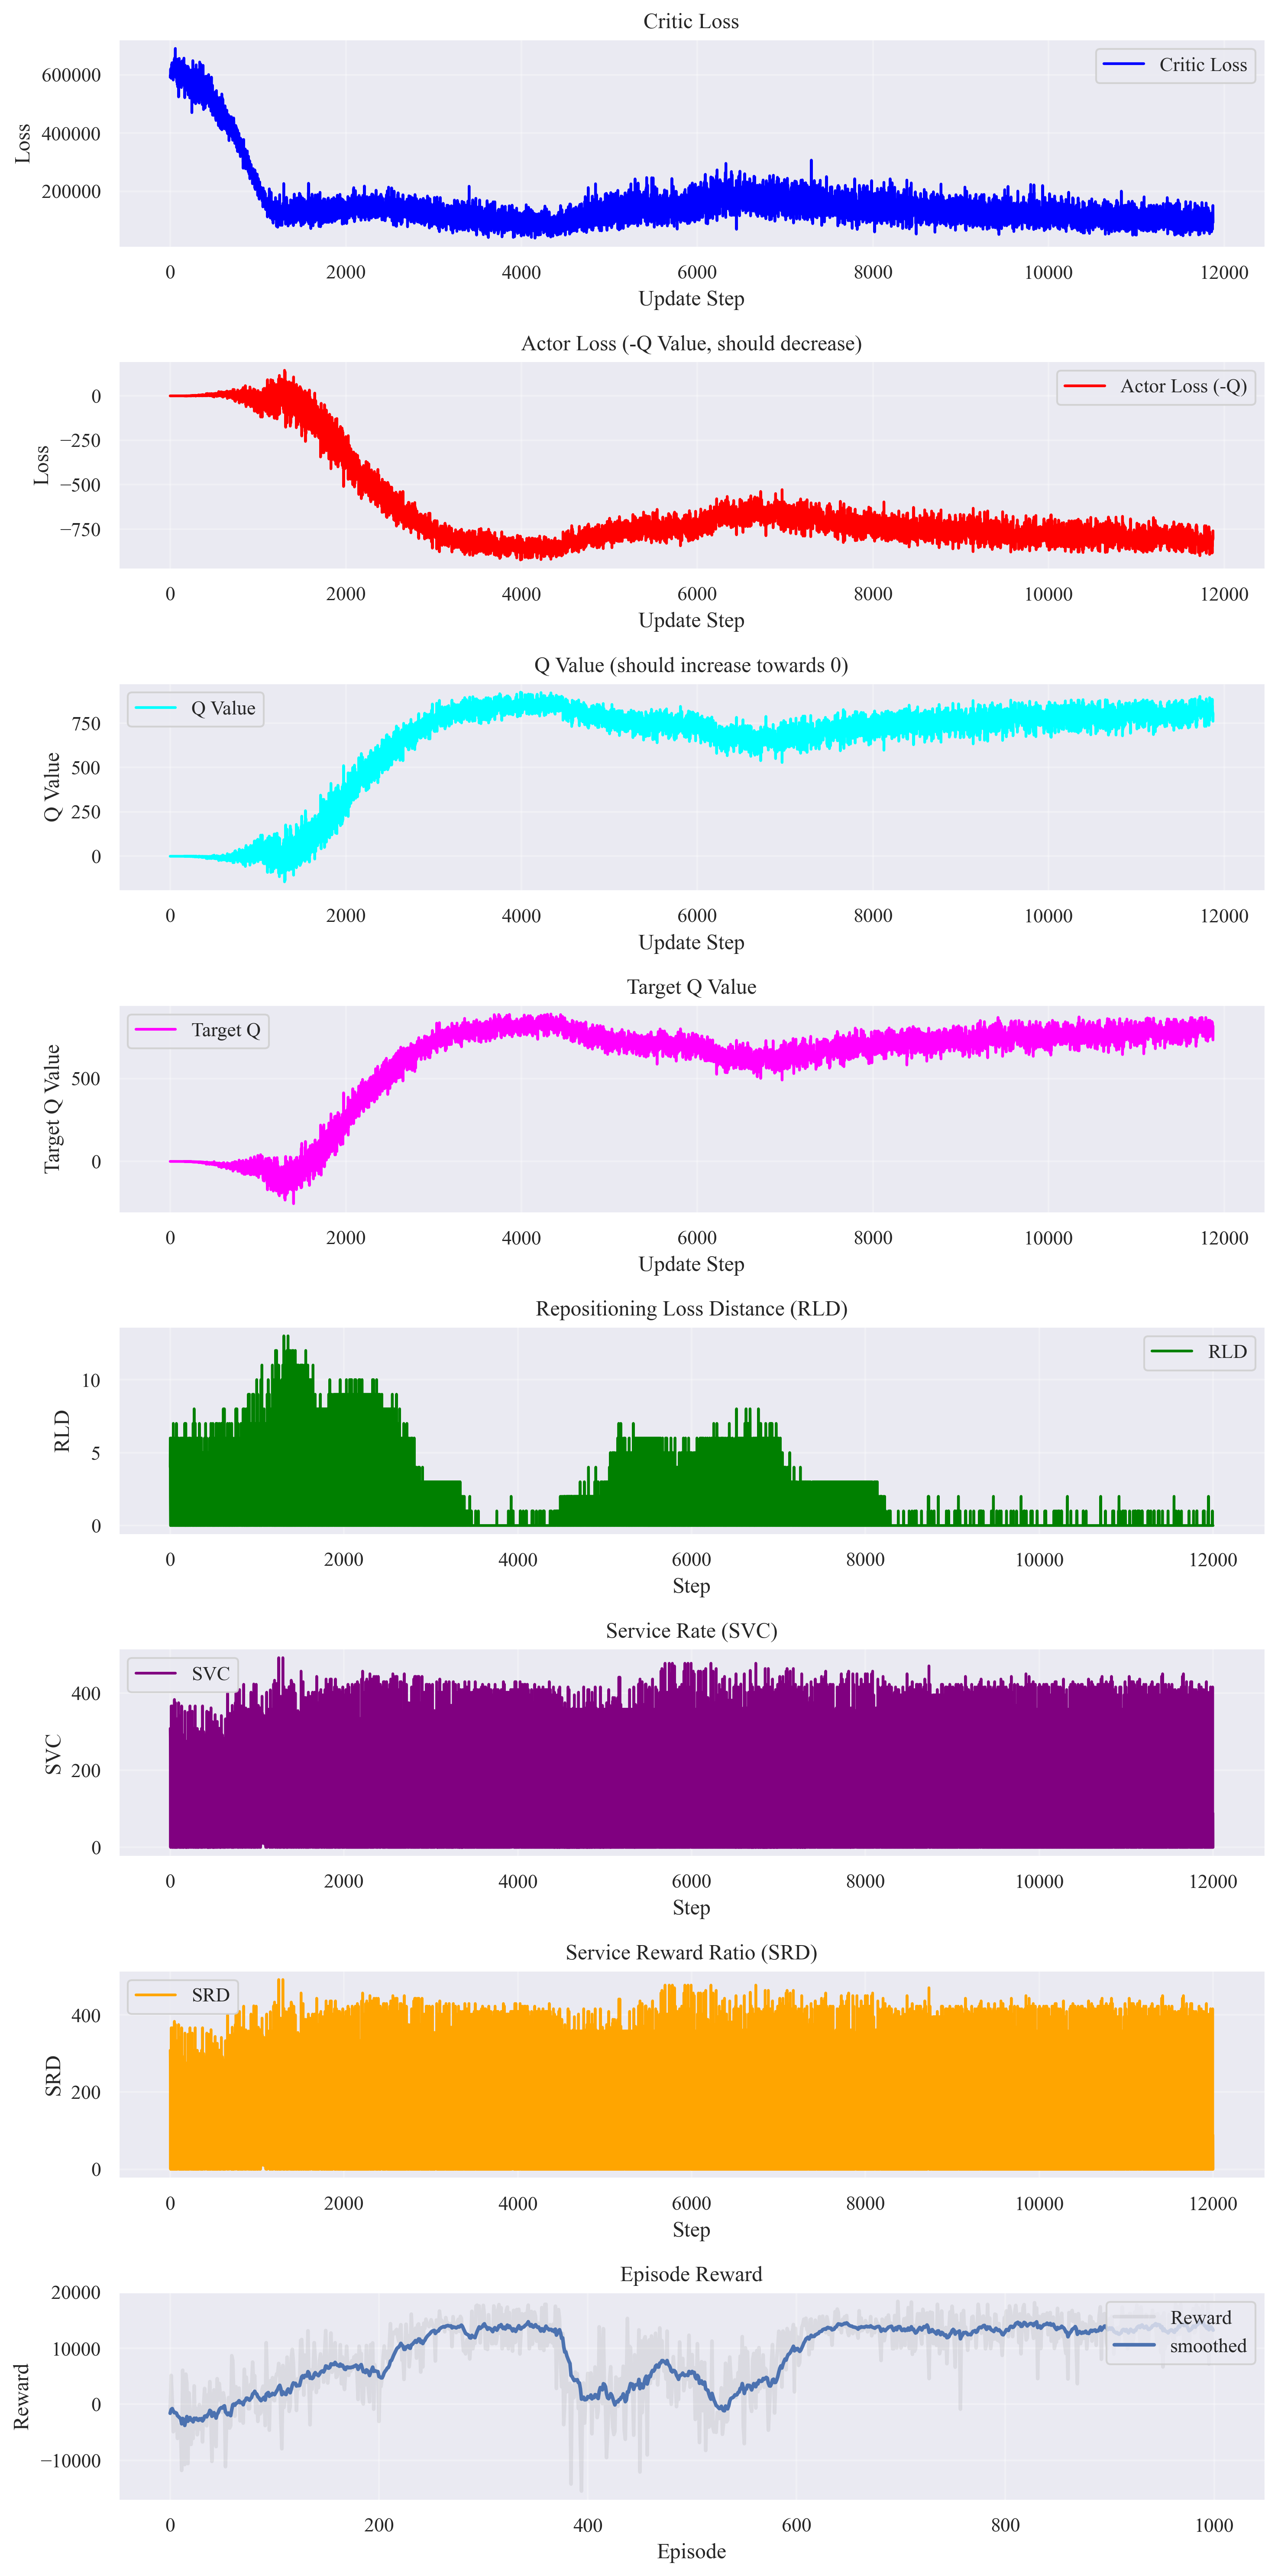 Critic Loss
Critic Loss
600000
400000
200000
Loss
0 2000 4000 6000 8000 10000 12000
Update Step
Actor Loss (-Q Value, should decrease)
Actor Loss (-Q)
0
−250
−500
−750
Loss
0 2000 4000 6000 8000 10000 12000
Update Step
Q Value (should increase towards 0)
Q Value
750
500
250
0
Q Value
0 2000 4000 6000 8000 10000 12000
Update Step
Target Q Value
Target Q
500
0
Target Q Value
0 2000 4000 6000 8000 10000 12000
Update Step
Repositioning Loss Distance (RLD)
RLD
10
5
0
RLD
0 2000 4000 6000 8000 10000 12000
Step
Service Rate (SVC)
SVC
400
200
0
SVC
0 2000 4000 6000 8000 10000 12000
Step
Service Reward Ratio (SRD)
SRD
400
200
0
SRD
0 2000 4000 6000 8000 10000 12000
Step
Episode Reward
Reward
smoothed
20000
10000
0
−10000
Reward
0 200 400 600 800 1000
Episode